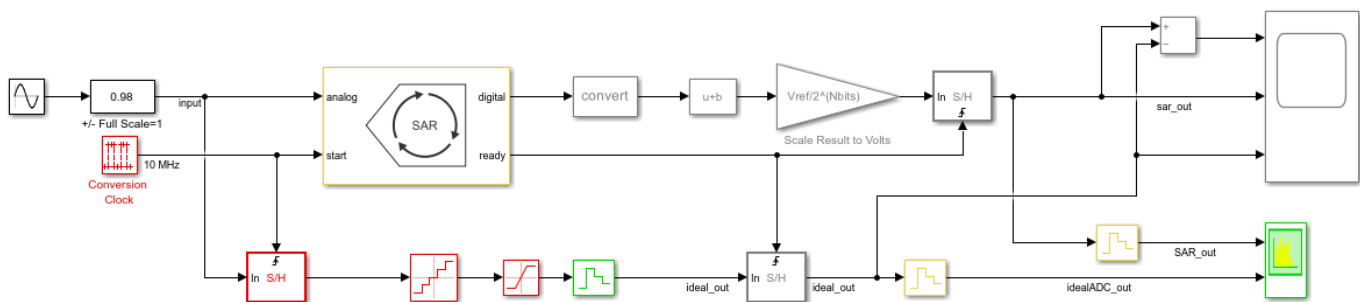 0.98
input
+/- Full Scale=1
10 MHz
Conversion
Clock
analog
digital
SAR
start
ready
convert
u+b
Vref/2^(Nbits)
Scale Result to Volts
In S/H
+
−
sar_out
In S/H
ideal_out
In S/H
ideal_out
idealADC_out
SAR_out